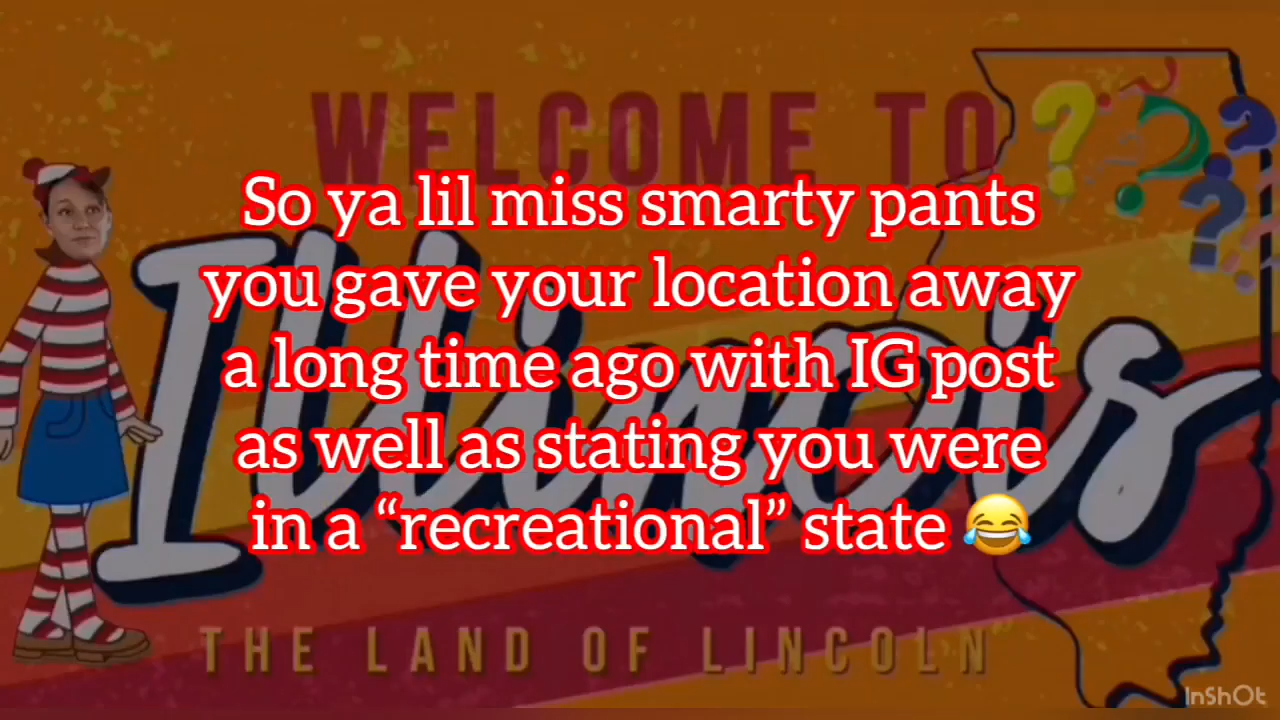 WELCOME TO
So ya lil miss smarty pants
you gave your location away
a long time ago with IG post
as well as stating you were
in a “recreational” state 😂
Illinois
THE LAND OF LINCOLN
InShOt